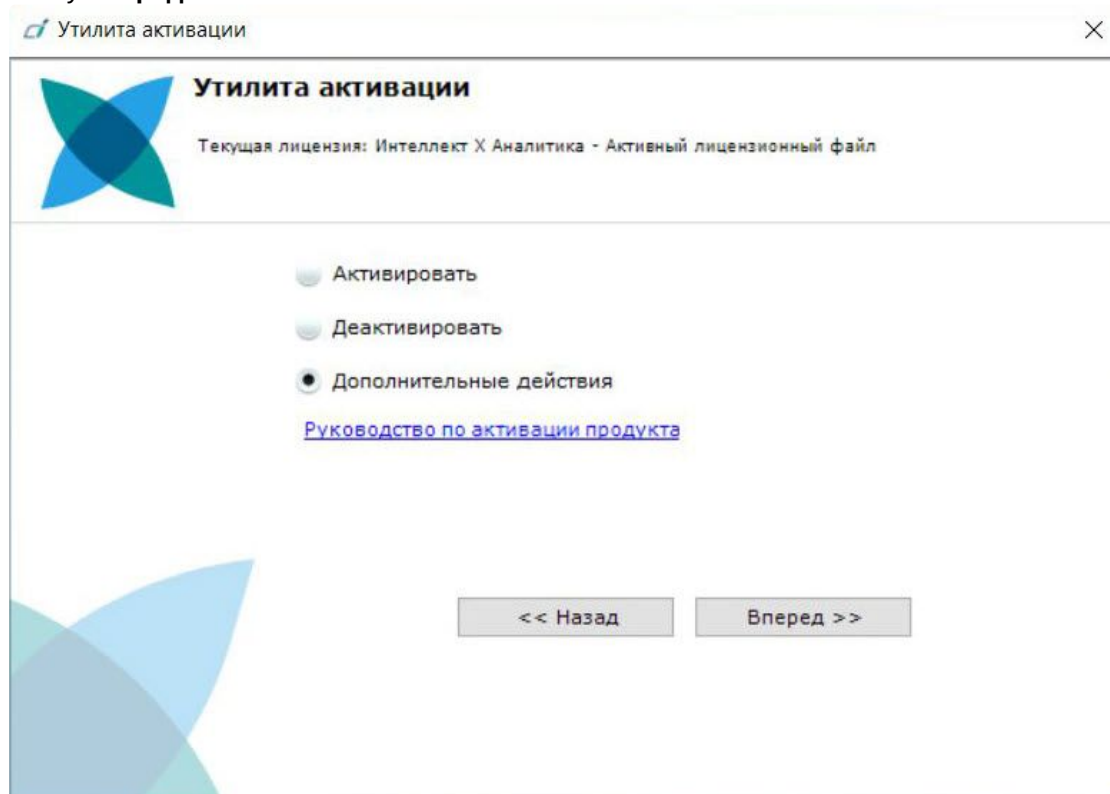 Утилита активации
Утилита активации
Текущая лицензия: Интеллект X Аналитика - Активный лицензионный файл
Активировать
Деактивировать
Дополнительные действия
Руководство по активации продукта
<< Назад
Вперед >>